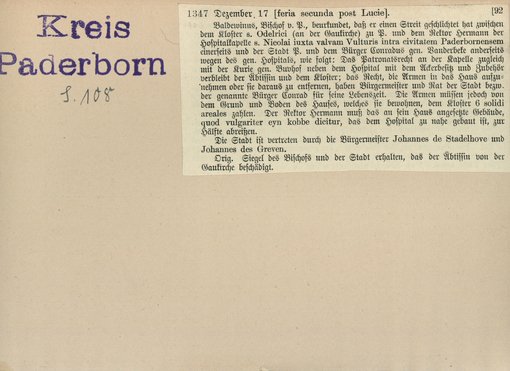 Kreis
Paderborn
S. 108
1347 Dezember 17 [feria secunda post Lucie]. [92
Baldewinus, Bischof v. P., beurkundet, daß er einen Streit geschlichtet hat zwischen
dem Kloster s. Odelrici (an der Gaukirche) zu P. und dem Rektor Hermann der
Hospitalkapelle s. Nicolai iuxta valvam Vulturis intra civitatem Paderbornensem
einerseits und der Stadt P. und dem Bürger Conradus gen. Vanderbeke anderseits
wegen des gen. Hospitals, wie folgt: Das Patronatsrecht an der Kapelle zugleich
mit der Kurie gen. Buvhof neben dem Hospital mit dem Ackerbesitz und Zubehör
verbleibt der Äbtissin und dem Kloster; das Recht, die Armen in das Haus aufzu-
nehmen oder sie daraus zu entfernen, haben Bürgermeister und Rat der Stadt bezw.
der genannte Bürger Conrad für seine Lebenszeit. Die Armen müssen jedoch von
dem Grund und Boden des Hauses, welches sie bewohnen, dem Kloster 6 solidi
areales zahlen. Der Rektor Hermann muß das an sein Haus angesetzte Gebäude,
quod vulgariter eyn kobbe dicitur, das dem Hospital zu nahe gebaut ist, zur
Hälfte abreißen.
Die Stadt ist vertreten durch die Bürgermeister Johannes de Stadelhove und
Johannes des Greven.
Orig. Siegel des Bischofs und der Stadt erhalten, das der Äbtissin von der
Gaukirche beschädigt.